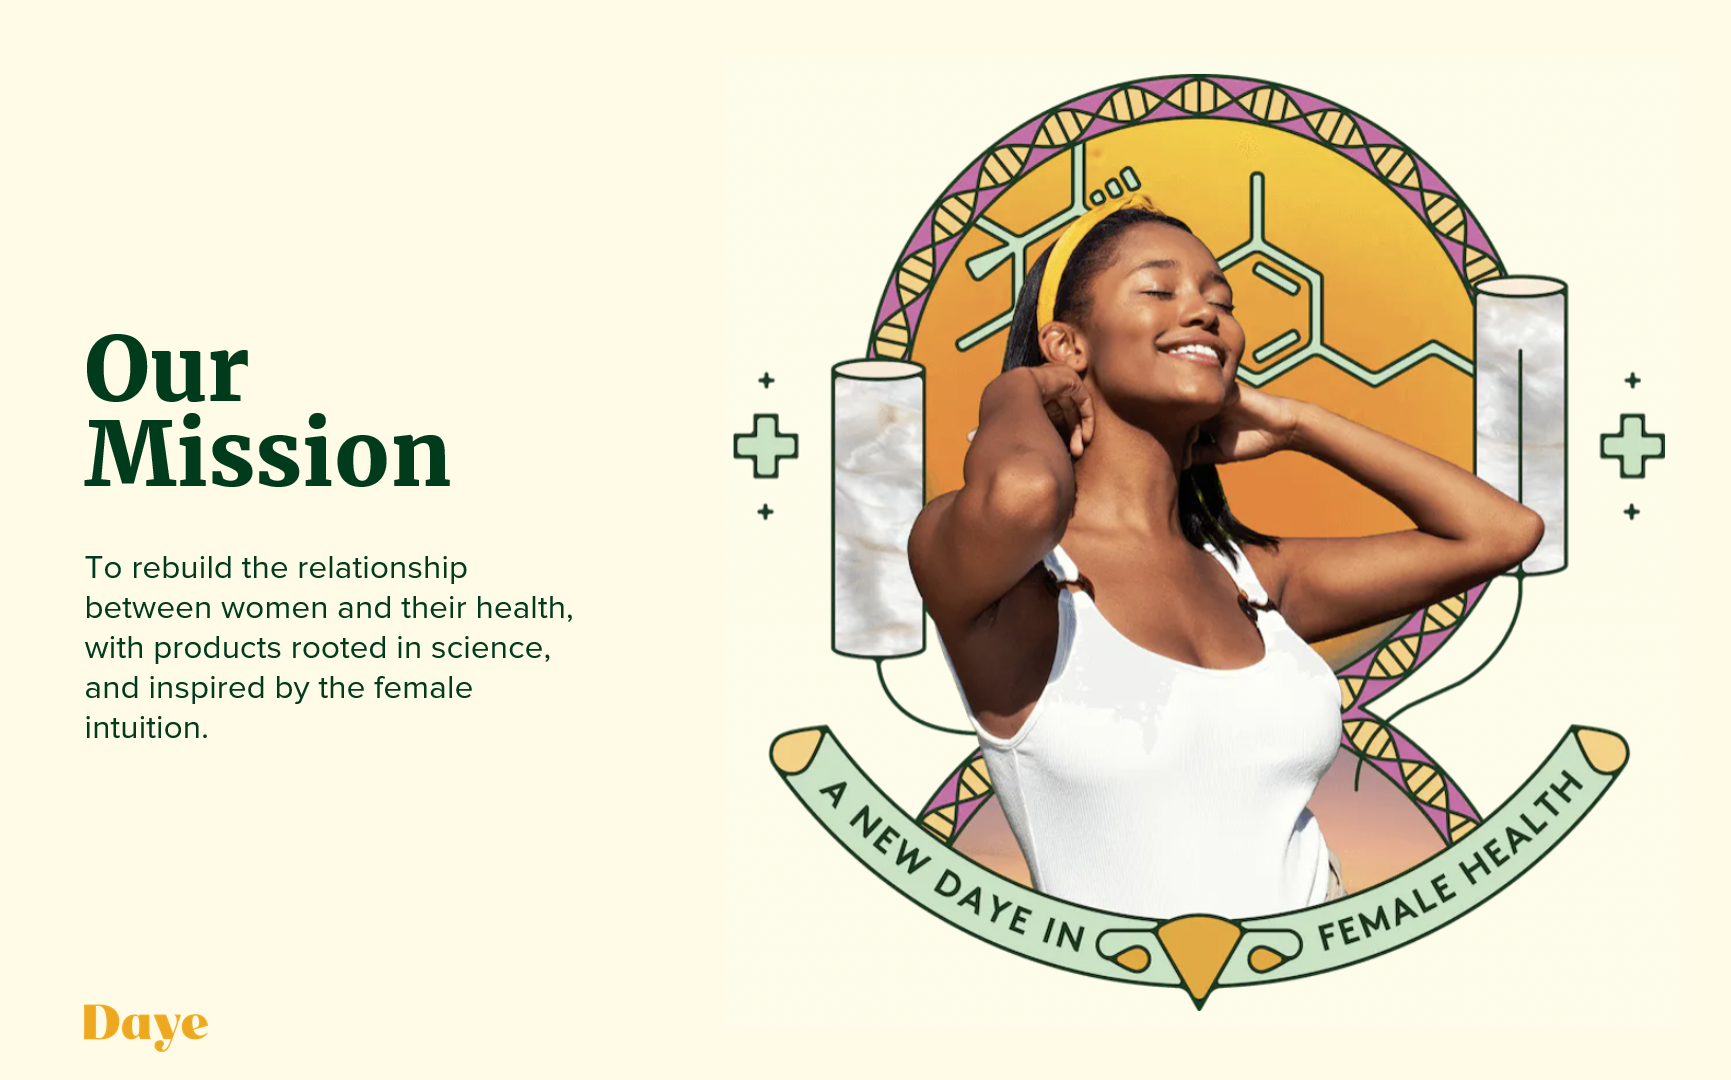 Our
Mission
To rebuild the relationship
between women and their health,
with products rooted in science,
and inspired by the female
intuition.
A NEW DAYE IN FEMALE HEALTH
Daye